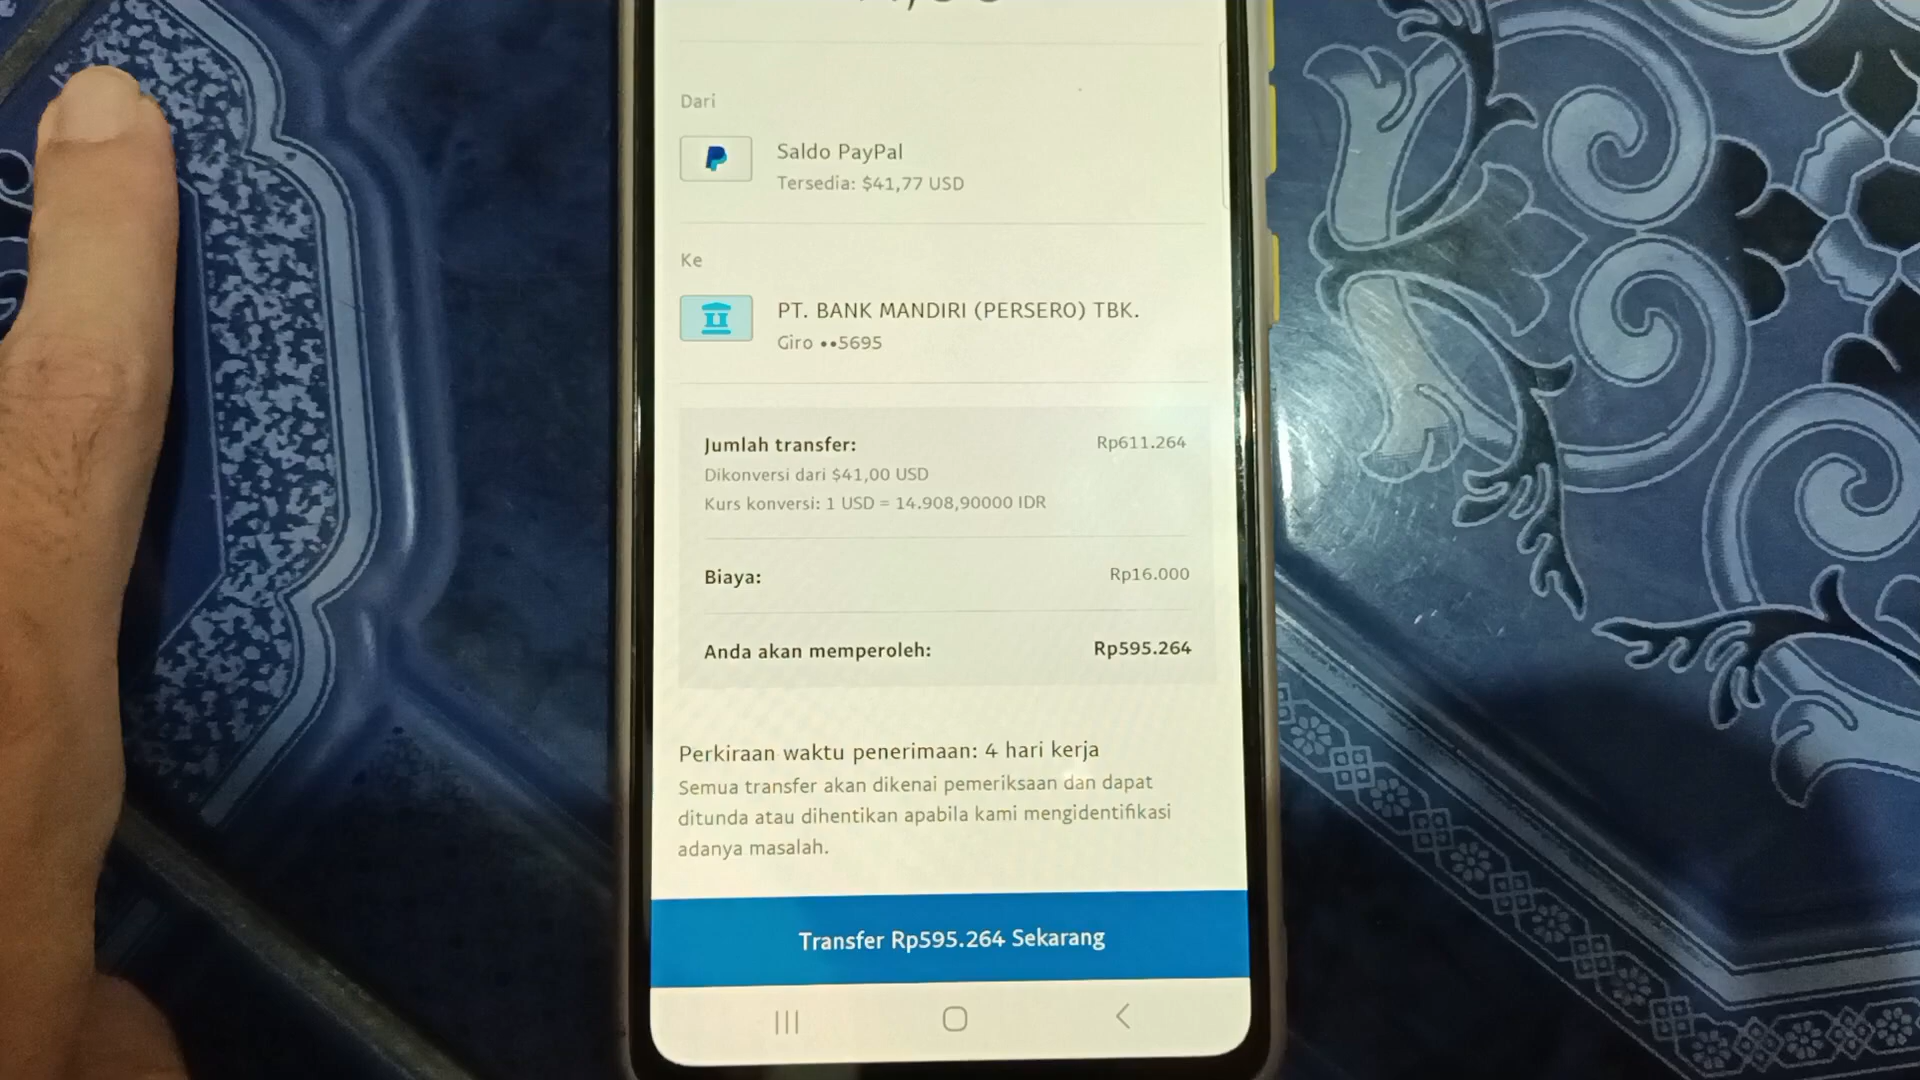 Dari
Saldo PayPal
Tersedia: $41,77 USD
Ke
PT. BANK MANDIRI (PERSERO) TBK.
Giro ••5695
Jumlah transfer: Rp611.264
Dikonversi dari $41,00 USD
Kurs konversi: 1 USD = 14.908,90000 IDR
Biaya: Rp16.000
Anda akan memperoleh: Rp595.264
Perkiraan waktu penerimaan: 4 hari kerja
Semua transfer akan dikenai pemeriksaan dan dapat
ditunda atau dihentikan apabila kami mengidentifikasi
adanya masalah.
Transfer Rp595.264 Sekarang